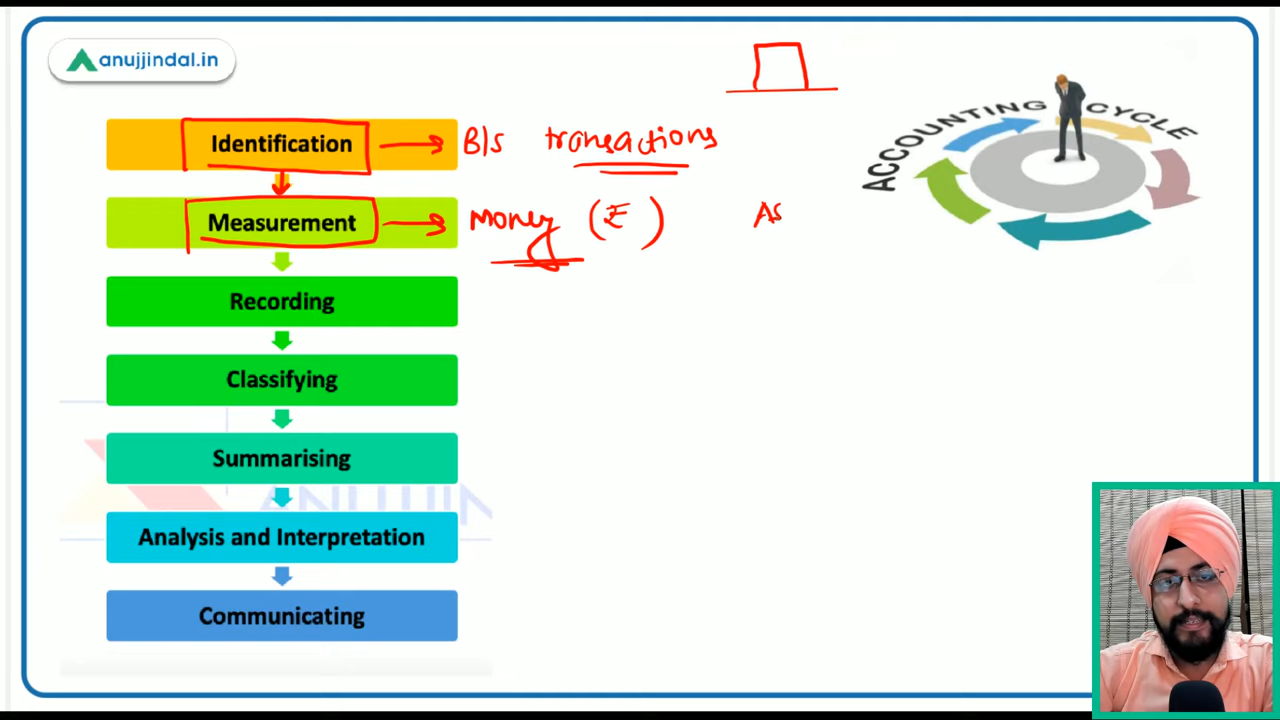 anujjindal.in
ACCOUNTING CYCLE
Identification → B/s transactions
Measurement → Money (₹) As
Recording
Classifying
Summarising
Analysis and Interpretation
Communicating